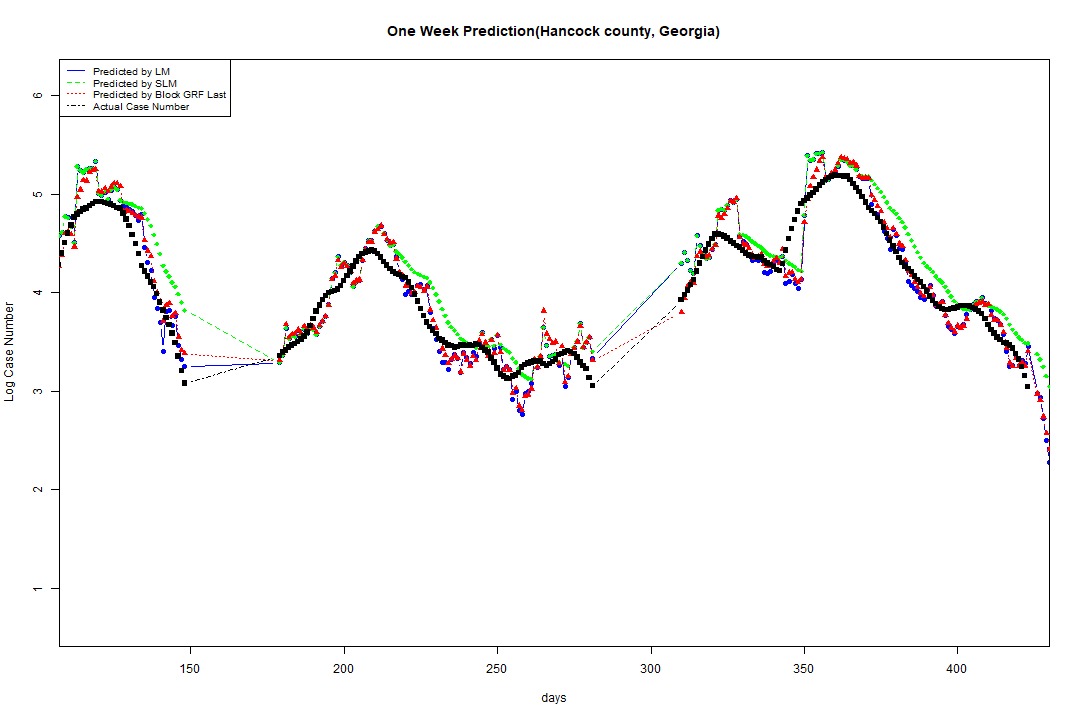 One Week Prediction(Hancock county, Georgia)
Predicted by LM
Predicted by SLM
Predicted by Block GRF Last
Actual Case Number
6
5
4
3
2
1
Log Case Number
150 200 250 300 350 400
days